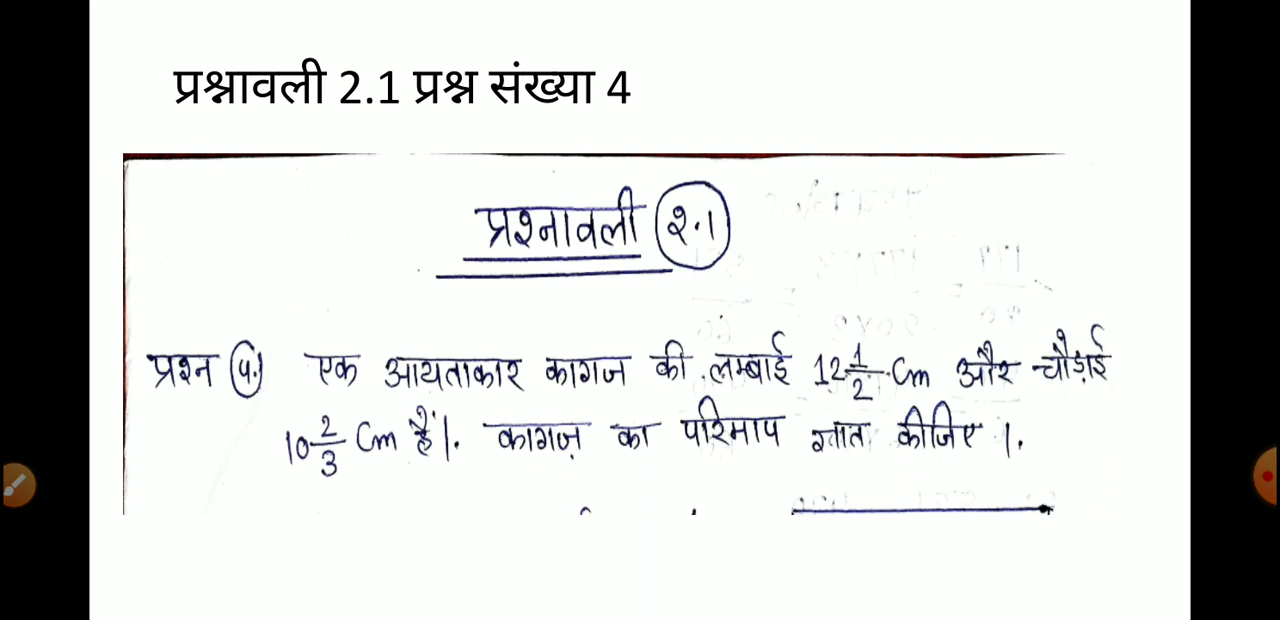 प्रश्नावली 2.1 प्रश्न संख्या 4
प्रश्नावली २.१
प्रश्न ५. एक आयताकार कागज की लम्बाई 12 1/2 Cm और चौड़ाई
10 2/3 Cm है। कागज़ का परिमाप ज्ञात कीजिए।